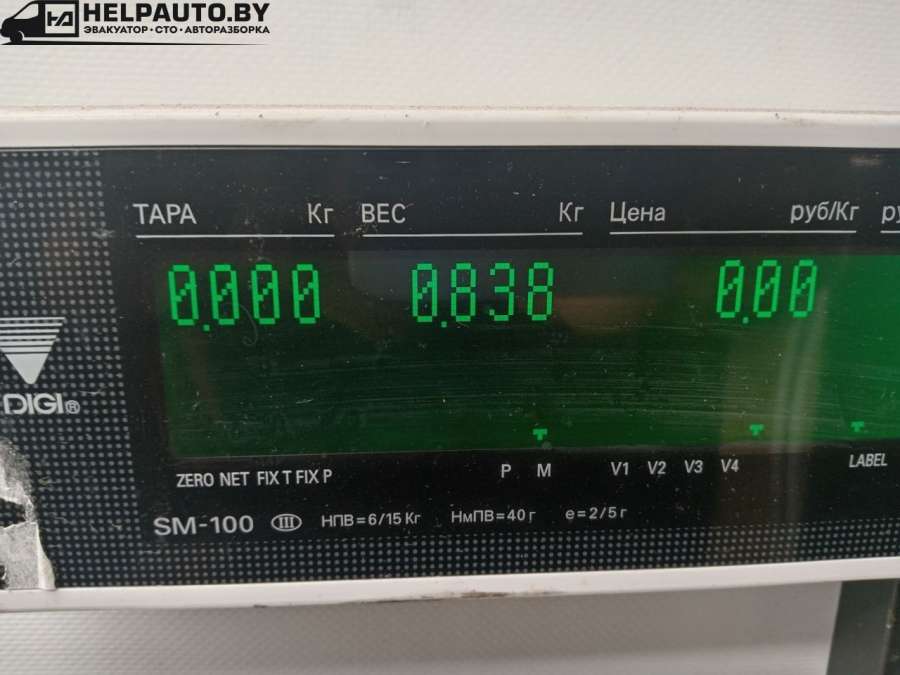 HELPAUTO.BY
ЭВАКУАТОР • СТО • АВТОРАЗБОРКА
ТАРА Кг ВЕС Кг Цена руб/Кг
0.000 0.838 0.00
DIGI®
ZERO NET FIX T FIX P P M V1 V2 V3 V4 LABEL
SM-100 III НПВ=6/15 Кг НмПВ=40 г e=2/5 г